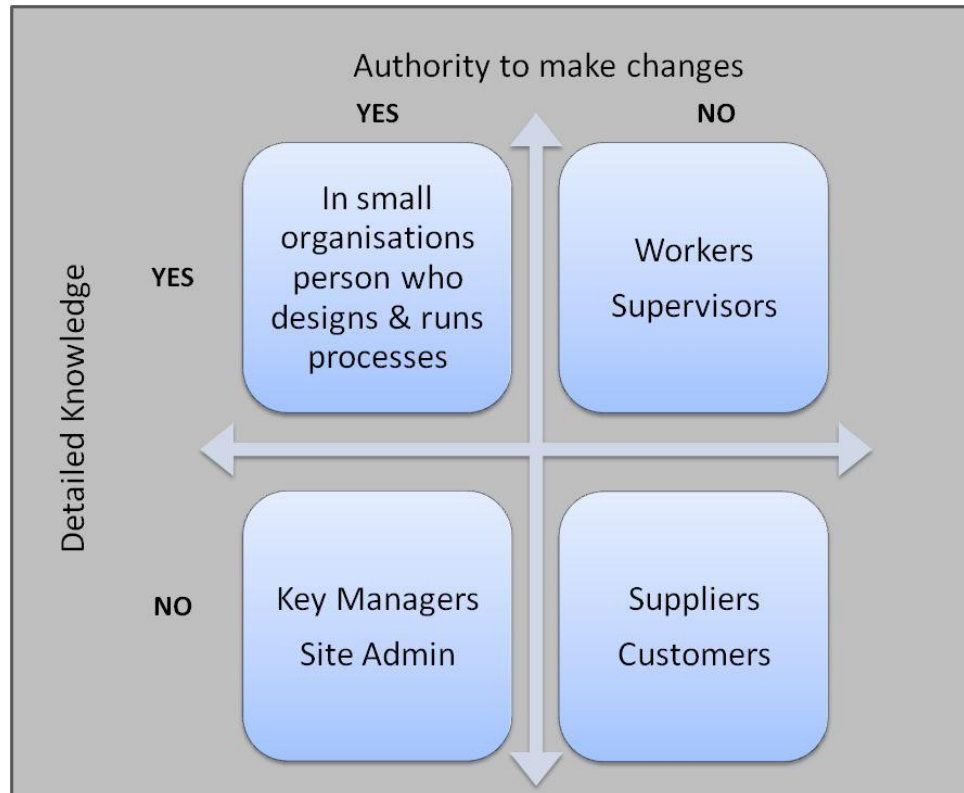 Authority to make changes
YES
NO
Detailed Knowledge
YES
In small
organisations
person who
designs & runs
processes
Workers
Supervisors
NO
Key Managers
Site Admin
Suppliers
Customers